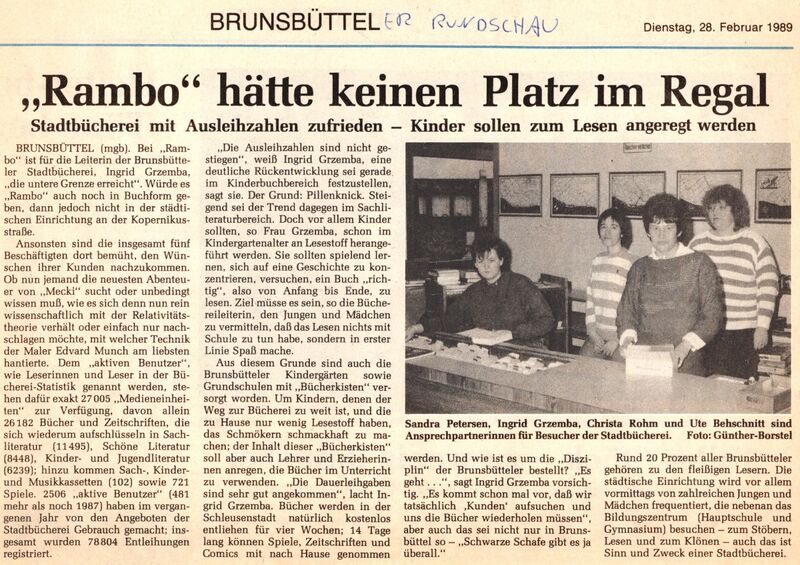 BRUNSBÜTTELER RUNDSCHAU
Dienstag, 28. Februar 1989
„Rambo“ hätte keinen Platz im Regal
Stadtbücherei mit Ausleihzahlen zufrieden – Kinder sollen zum Lesen angeregt werden
BRUNSBÜTTEL (mgb). Bei „Ram-
bo“ ist für die Leiterin der Brunsbütte-
ler Stadtbücherei, Ingrid Grzemba,
„die untere Grenze erreicht“. Würde es
„Rambo“ auch noch in Buchform ge-
ben, dann jedoch nicht in der städti-
schen Einrichtung an der Kopernikus-
straße.
Ansonsten sind die insgesamt fünf
Beschäftigten dort bemüht, den Wün-
schen ihrer Kunden nachzukommen.
Ob nun jemand die neuesten Abenteu-
er von „Mecki“ sucht oder unbedingt
wissen muß, wie es sich denn nun rein
wissenschaftlich mit der Relativitäts-
theorie verhält oder einfach nur nach-
schlagen möchte, mit welcher Technik
der Maler Edvard Munch am liebsten
hantierte. Dem „aktiven Benutzer“,
wie Leserinnen und Leser in der Bü-
cherei-Statistik genannt werden, ste-
hen dafür exakt 27 005 „Medieneinhei-
ten“ zur Verfügung, davon allein
26 182 Bücher und Zeitschriften, die
sich wiederum aufschlüsseln in Sach-
literatur (11 495), Schöne Literatur
(8448), Kinder- und Jugendliteratur
(6239); hinzu kommen Sach-, Kinder-
und Musikkassetten (102) sowie 721
Spiele. 2506 „aktive Benutzer“ (481
mehr als noch 1987) haben im vergan-
genen Jahr von den Angeboten der
Stadtbücherei Gebrauch gemacht; ins-
gesamt wurden 78 804 Entleihungen
registriert.
„Die Ausleihzahlen sind nicht ge-
stiegen“, weiß Ingrid Grzemba, eine
deutliche Rückentwicklung sei gerade
im Kinderbuchbereich festzustellen,
sagt sie. Der Grund: Pillenknick. Stei-
gend sei der Trend dagegen im Sachli-
teraturbereich. Doch vor allem Kinder
sollten, so Frau Grzemba, schon im
Kindergartenalter an Lesestoff herange-
führt werden. Sie sollten spielend ler-
nen, sich auf eine Geschichte zu kon-
zentrieren, versuchen, ein Buch „rich-
tig“, also von Anfang bis Ende, zu
lesen. Ziel müsse es sein, so die Büche-
reileiterin, den Jungen und Mädchen
zu vermitteln, daß das Lesen nichts mit
Schule zu tun habe, sondern in erster
Linie Spaß mache.
Aus diesem Grunde sind auch die
Brunsbütteler Kindergärten sowie
Grundschulen mit „Bücherkisten“ ver-
sorgt worden. Um Kindern, denen der
Weg zur Bücherei zu weit ist, und die
zu Hause nur wenig Lesestoff haben,
das Schmökern schmackhaft zu ma-
chen; der Inhalt dieser „Bücherkisten“
soll aber auch Lehrer und Erzieherin-
nen anregen, die Bücher im Unterricht
zu verwenden. „Die Dauerleihgaben
sind sehr gut angekommen“, lacht In-
grid Grzemba. Bücher werden in der
Schleusenstadt natürlich kostenlos
entliehen für vier Wochen; 14 Tage
lang können Spiele, Zeitschriften und
Comics mit nach Hause genommen
Sandra Petersen, Ingrid Grzemba, Christa Rohm und Ute Behschnitt sind
Ansprechpartnerinnen für Besucher der Stadtbücherei. Foto: Günther-Borstel
werden. Und wie ist es um die „Diszi-
plin“ der Brunsbütteler bestellt? „Es
geht . . .“, sagt Ingrid Grzemba vorsich-
tig. „Es kommt schon mal vor, daß wir
tatsächlich ‚Kunden‘ aufsuchen und
uns die Bücher wiederholen müssen“,
aber auch das sei nicht nur in Bruns-
büttel so – „Schwarze Schafe gibt es ja
überall.“
Rund 20 Prozent aller Brunsbütteler
gehören zu den fleißigen Lesern. Die
städtische Einrichtung wird vor allem
vormittags von zahlreichen Jungen und
Mädchen frequentiert, die nebenan das
Bildungszentrum (Hauptschule und
Gymnasium) besuchen – zum Stöbern,
Lesen und zum Klönen – auch das ist
Sinn und Zweck einer Stadtbücherei.